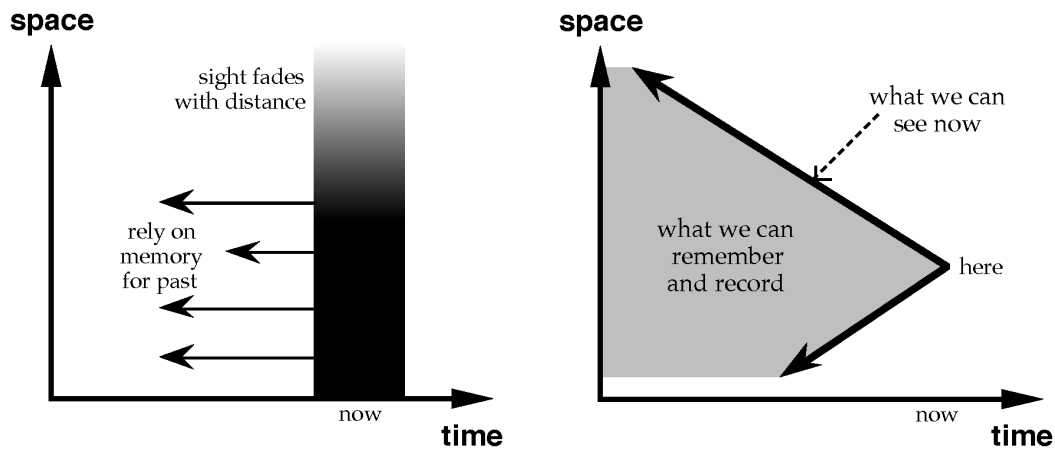 space
sight fades
with distance
rely on
memory
for past
now
time
space
what we can
see now
what we can
remember
and record
here
now
time